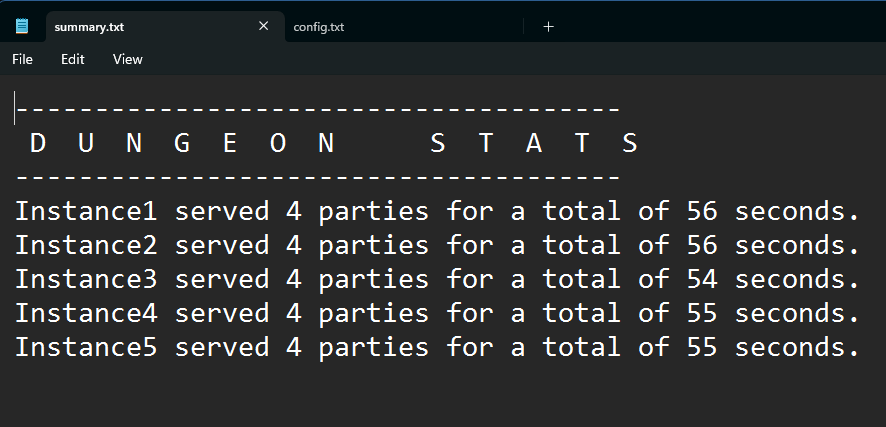 summary.txt
config.txt
File Edit View
--------------------------------------
D U N G E O N   S T A T S
--------------------------------------
Instance1 served 4 parties for a total of 56 seconds.
Instance2 served 4 parties for a total of 56 seconds.
Instance3 served 4 parties for a total of 54 seconds.
Instance4 served 4 parties for a total of 55 seconds.
Instance5 served 4 parties for a total of 55 seconds.